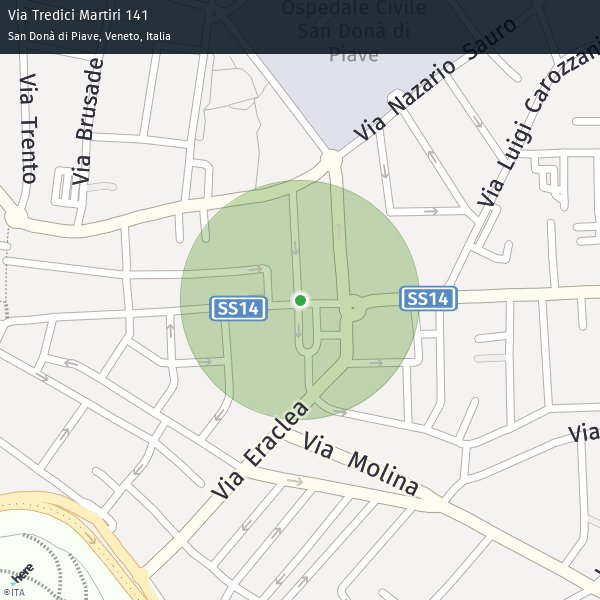 Via Tredici Martiri 141
San Donà di Piave, Veneto, Italia
Ospedale Civile
San Donà di
Piave
Via Nazario Sauro
Via Trento
Via Brusade
Via Luigi Carozzani
SS14
SS14
Via Eraclea
Via Molina
Via
here
©ITA